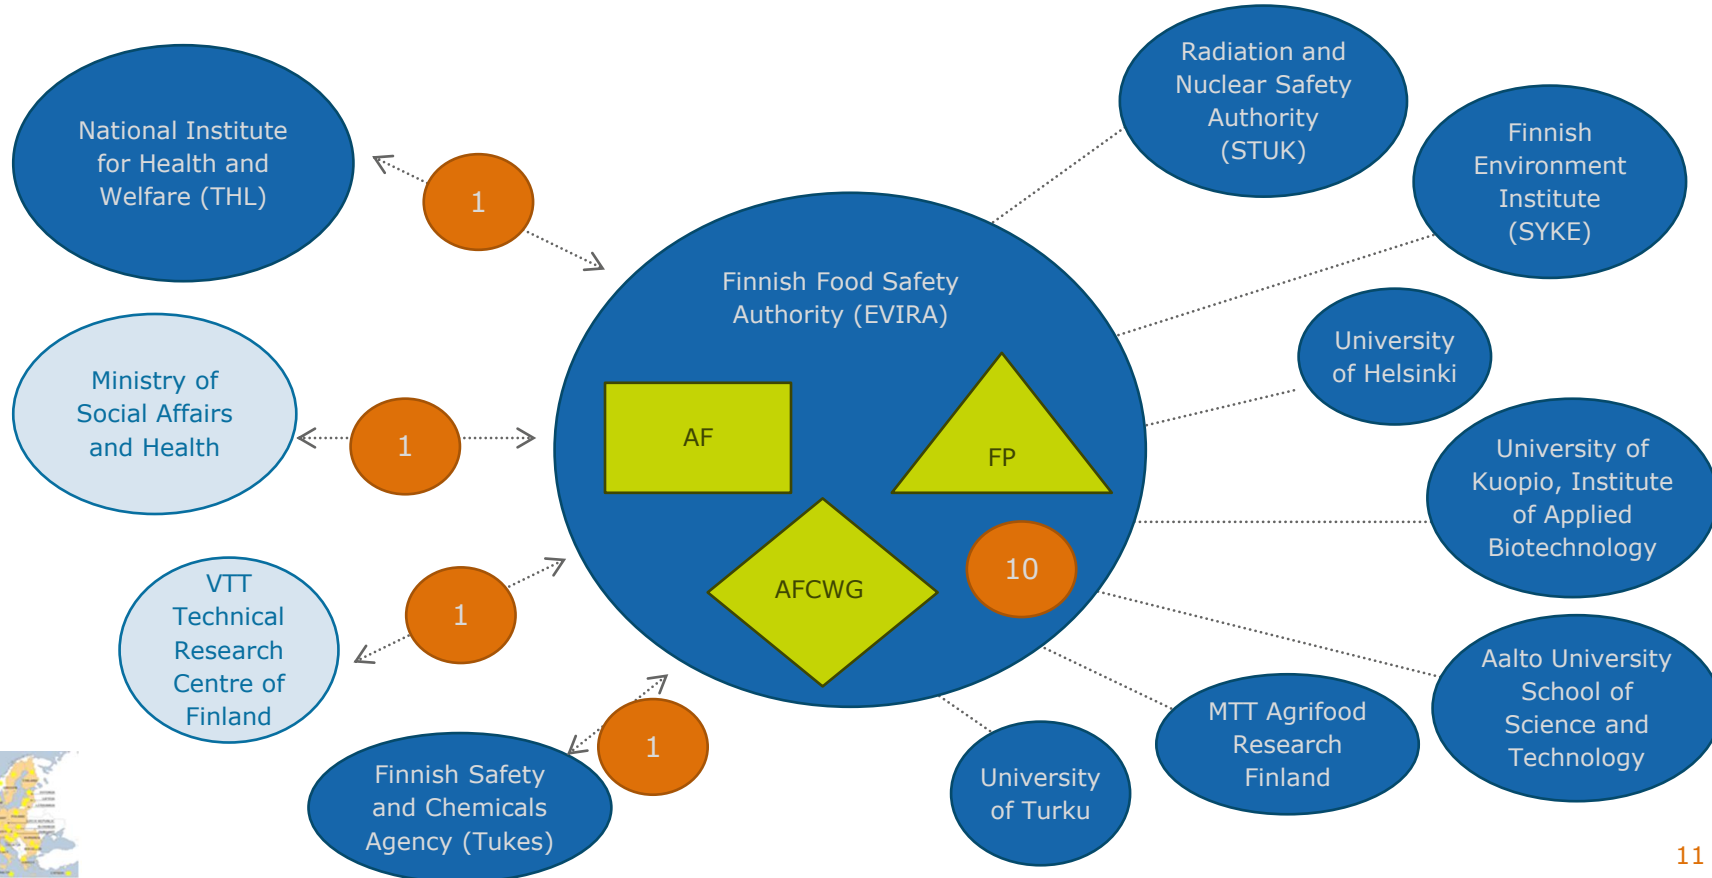 National Institute
for Health and
Welfare (THL)
1
Radiation and
Nuclear Safety
Authority
(STUK)
Finnish
Environment
Institute
(SYKE)
Finnish Food Safety
Authority (EVIRA)
University
of Helsinki
Ministry of
Social Affairs
and Health
1
AF
FP
University of
Kuopio, Institute
of Applied
Biotechnology
VTT
Technical
Research
Centre of
Finland
1
AFCWG
10
Aalto University
School of
Science and
Technology
MTT Agrifood
Research
Finland
University
of Turku
1
Finnish Safety
and Chemicals
Agency (Tukes)
11